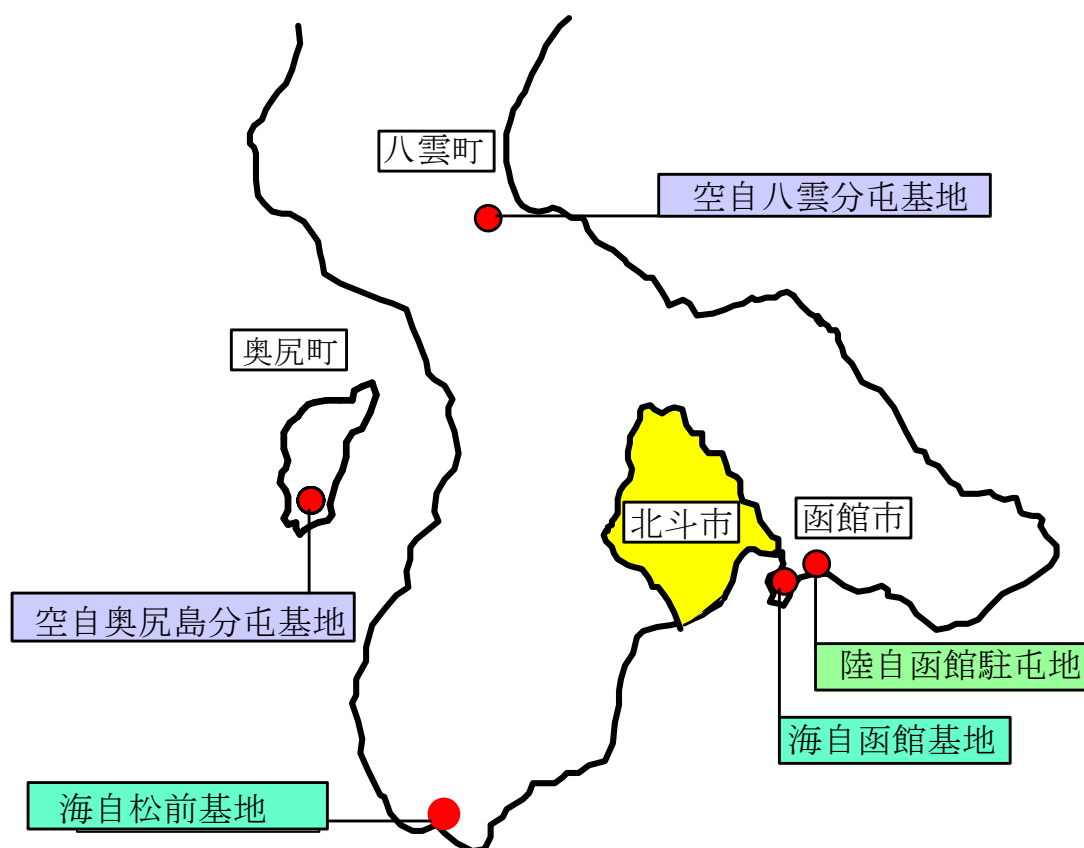 八雲町
空自八雲分屯基地
奥尻町
北斗市
函館市
空自奥尻島分屯基地
陸自函館駐屯地
海自函館基地
海自松前基地